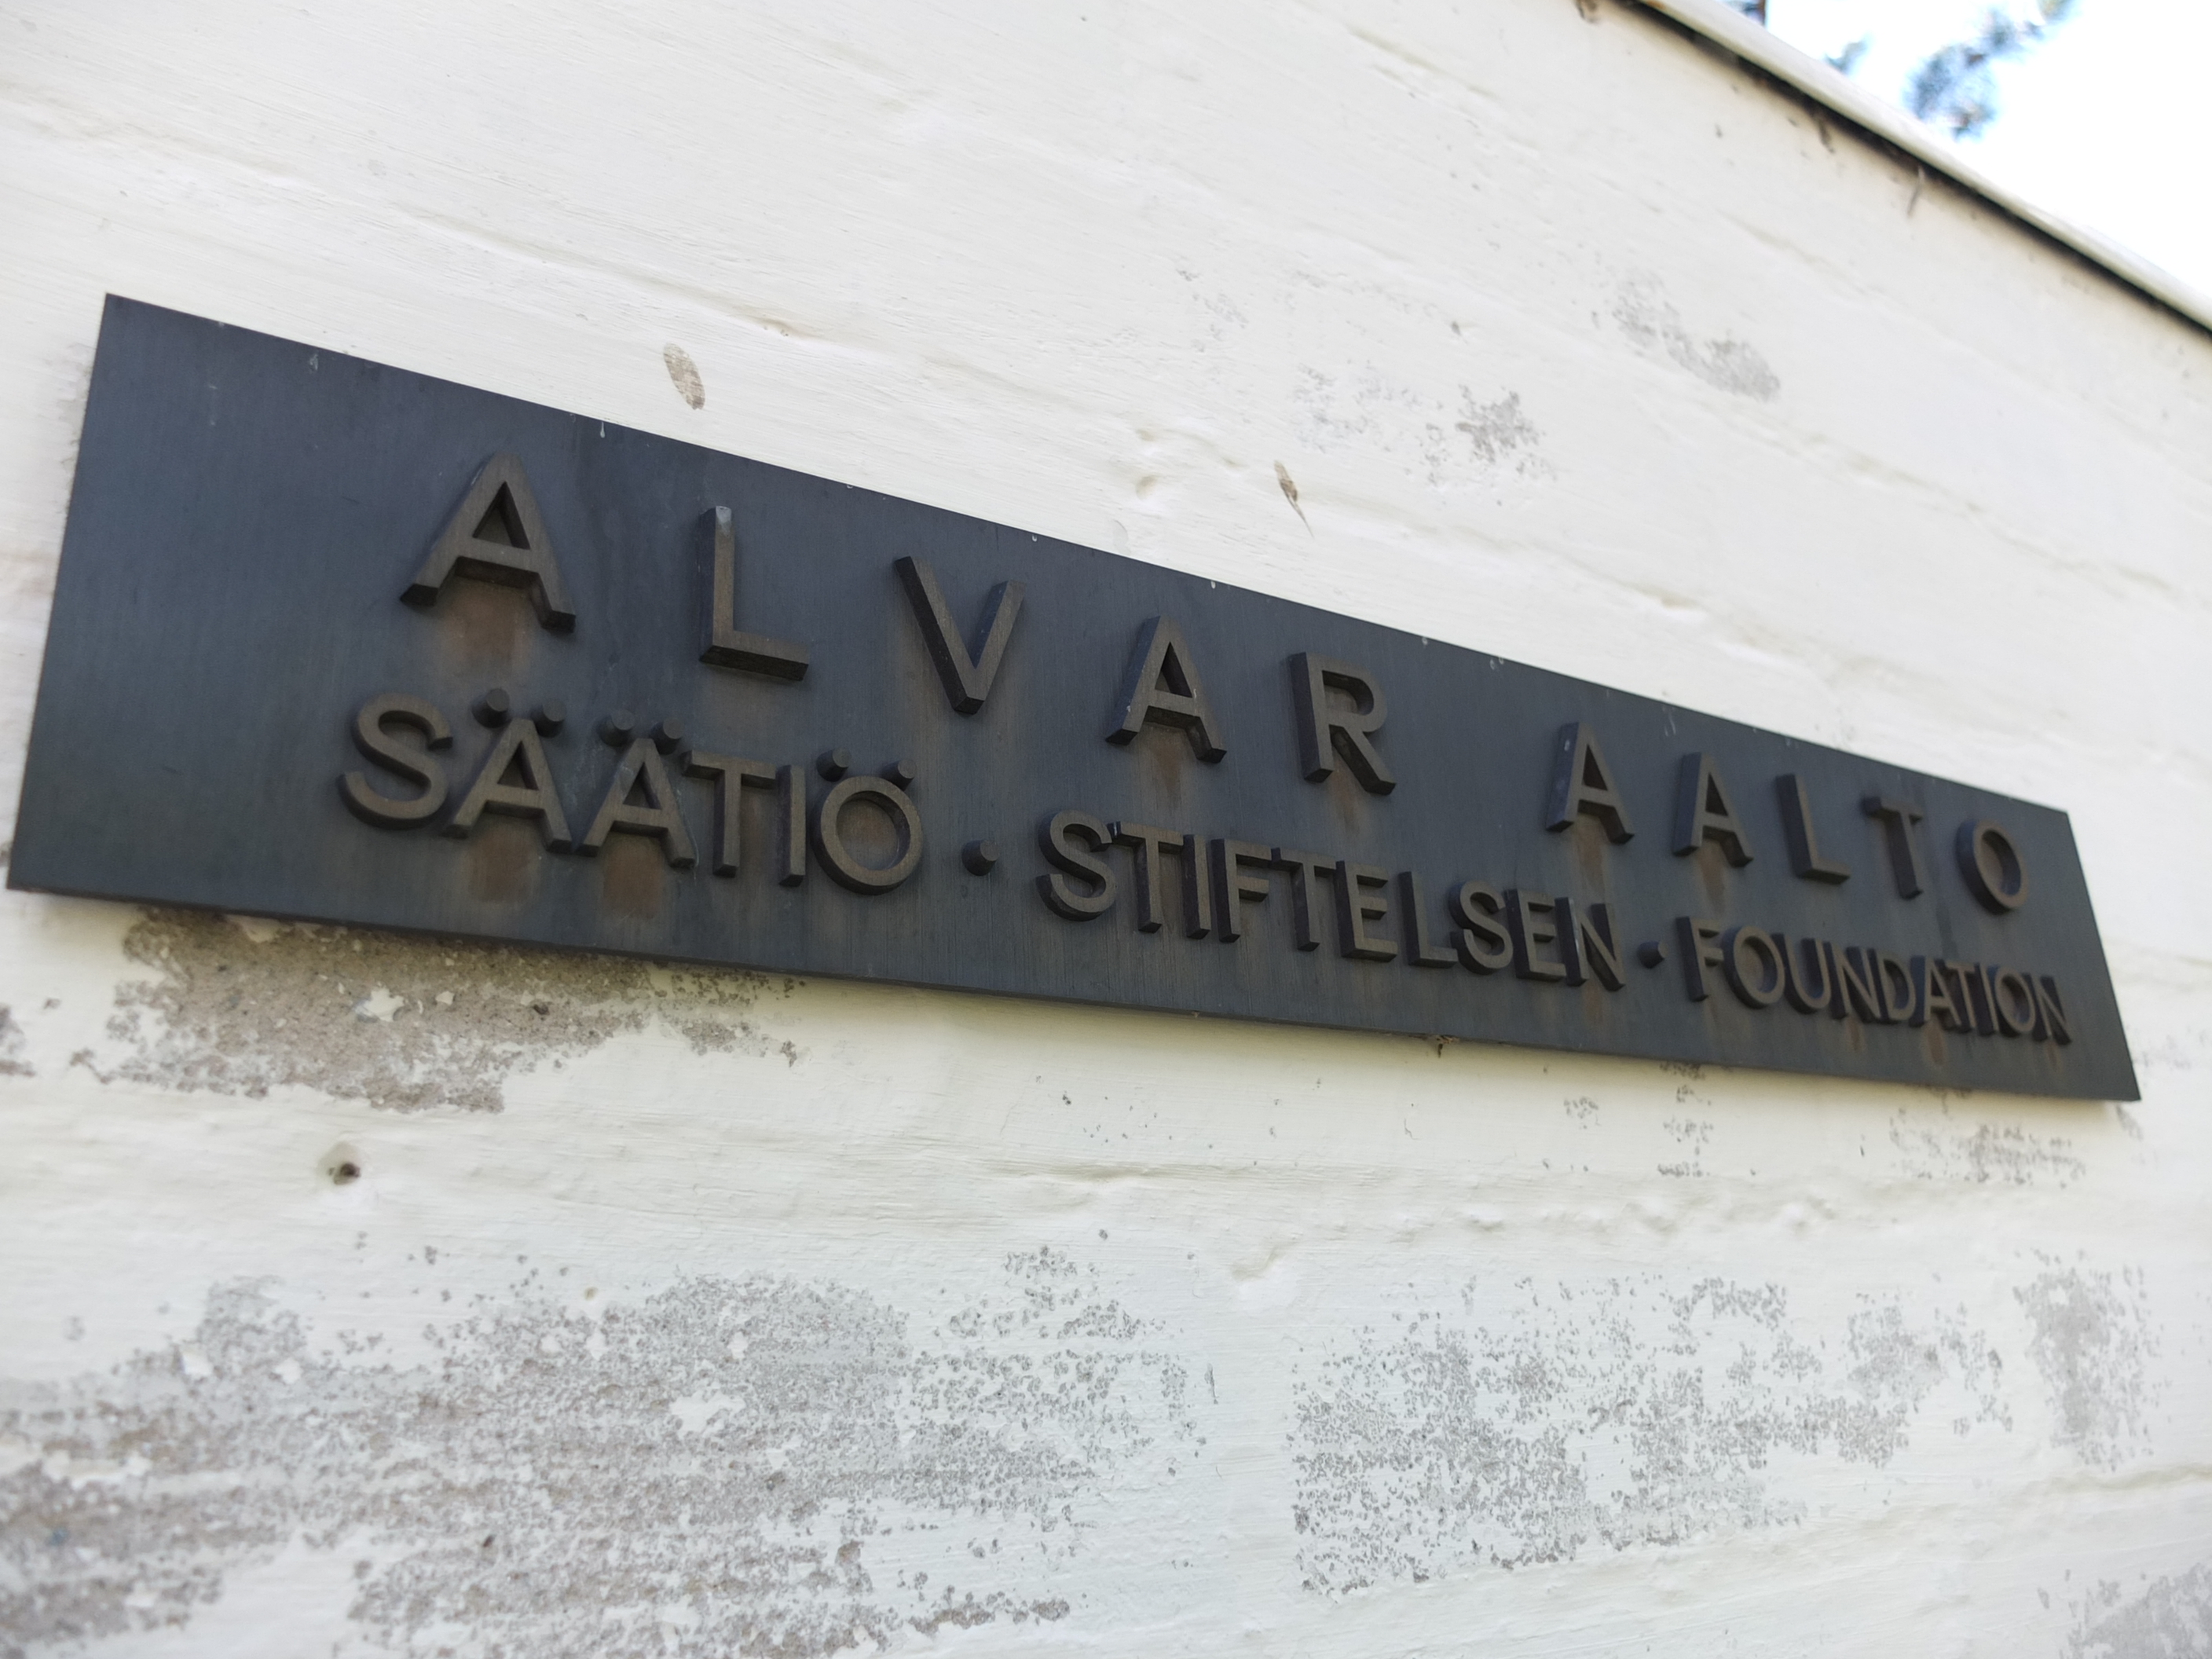 ALVAR AALTO
SÄÄTIÖ · STIFTELSEN · FOUNDATION